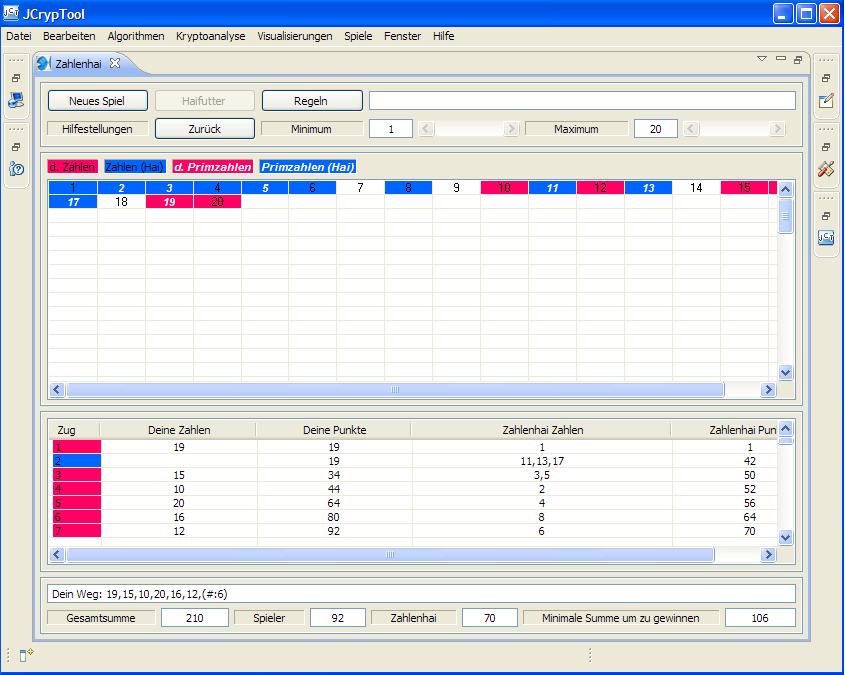 JCrypTool
Datei Bearbeiten Algorithmen Kryptoanalyse Visualisierungen Spiele Fenster Hilfe
Zahlenhai
Neues Spiel Haifutter Regeln
Hilfestellungen Zurück Minimum 1 Maximum 20
d. Zahlen Zahlen (Hai) d. Primzahlen Primzahlen (Hai)
1 2 3 4 5 6 7 8 9 10 11 12 13 14 15
17 18 19 20
Zug Deine Zahlen Deine Punkte Zahlenhai Zahlen Zahlenhai Pun
1 19 19 1 1
2 19 11,13,17 42
3 15 34 3,5 50
4 10 44 2 52
5 20 64 4 56
6 16 80 8 64
7 12 92 6 70
Dein Weg: 19,15,10,20,16,12,(#:6)
Gesamtsumme 210 Spieler 92 Zahlenhai 70 Minimale Summe um zu gewinnen 106